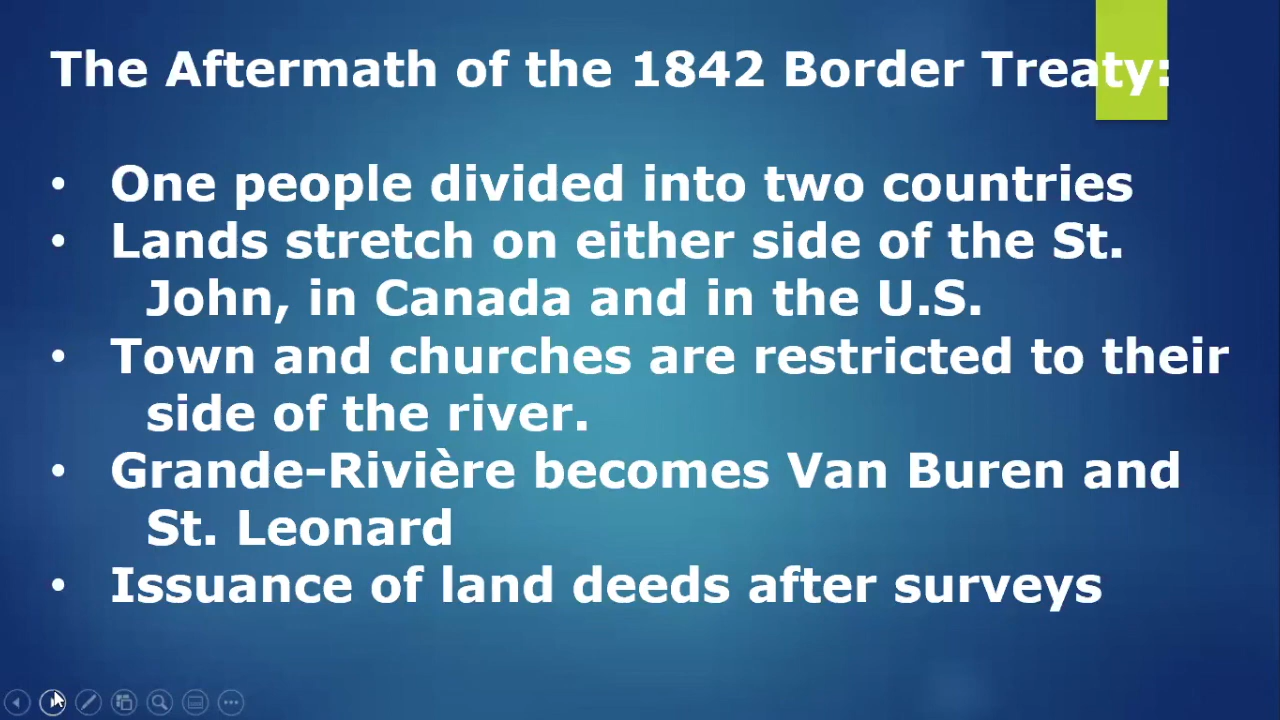 The Aftermath of the 1842 Border Treaty:
• One people divided into two countries
• Lands stretch on either side of the St.
John, in Canada and in the U.S.
• Town and churches are restricted to their
side of the river.
• Grande-Rivière becomes Van Buren and
St. Leonard
• Issuance of land deeds after surveys